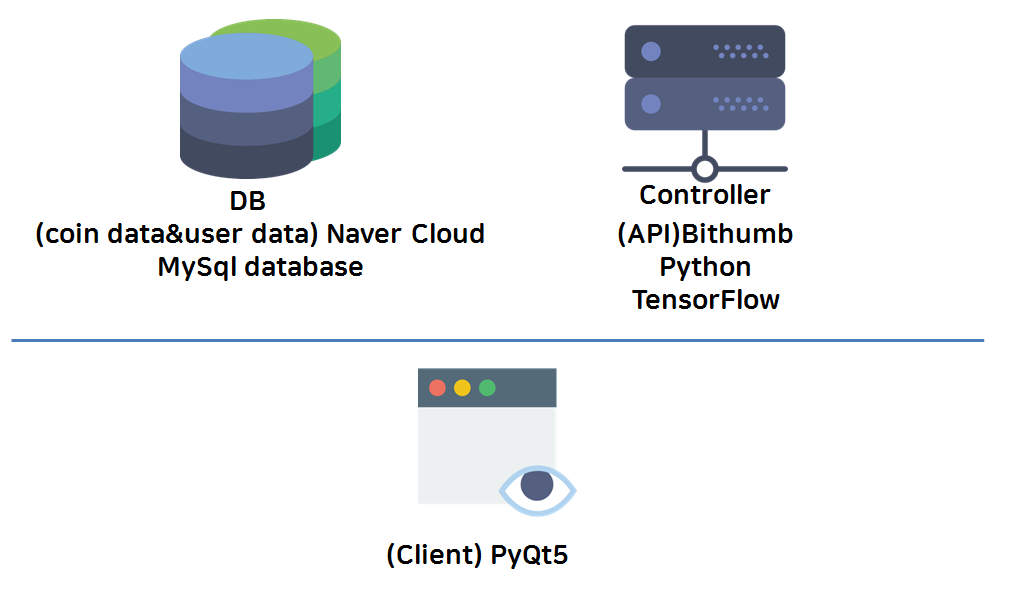 DB
(coin data&user data) Naver Cloud
MySql database
Controller
(API)Bithumb
Python
TensorFlow
(Client) PyQt5